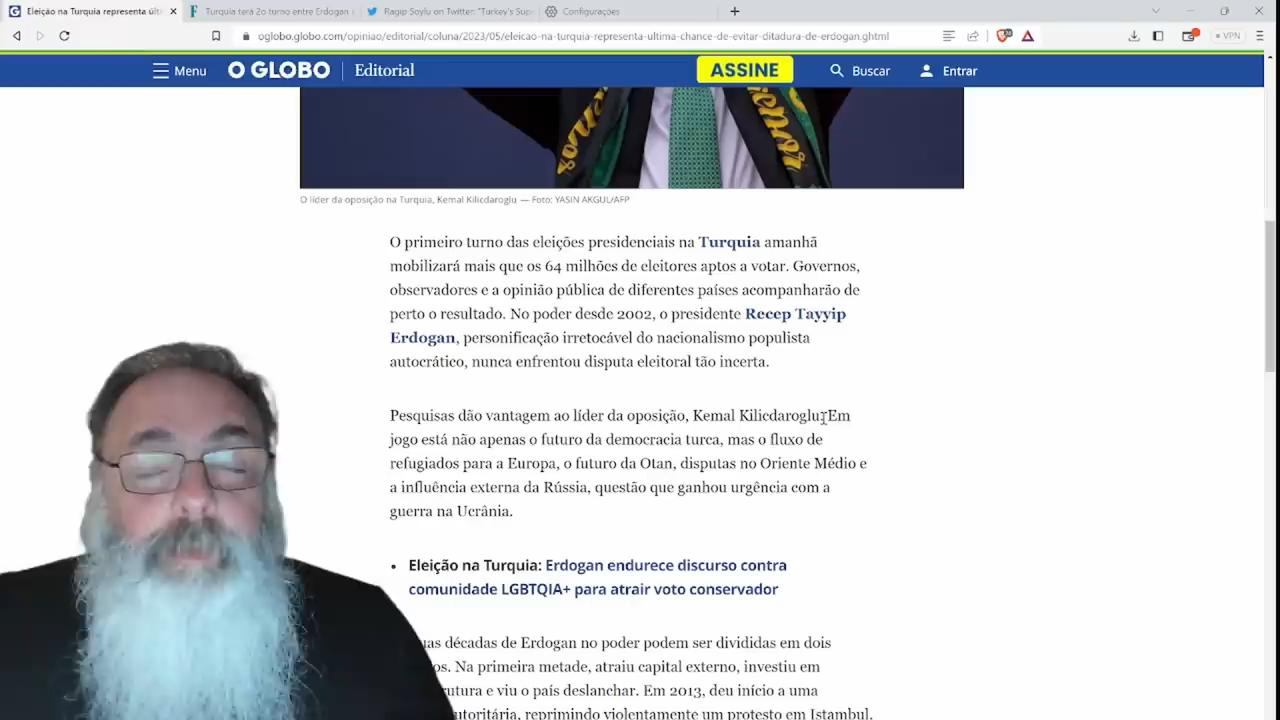 Eleição na Turquia representa últi
Turquia terá 2o turno entre Erdogan
Ragip Soylu on Twitter: "Turkey's Sup
Configurações
oglobo.globo.com/opiniao/editorial/coluna/2023/05/eleicao-na-turquia-representa-ultima-chance-de-evitar-ditadura-de-erdogan.ghtml
VPN
Menu
O GLOBO
Editorial
ASSINE
Buscar
Entrar
O líder da oposição na Turquia, Kemal Kilicdaroglu — Foto: YASIN AKGUL/AFP
O primeiro turno das eleições presidenciais na Turquia amanhã
mobilizará mais que os 64 milhões de eleitores aptos a votar. Governos,
observadores e a opinião pública de diferentes países acompanharão de
perto o resultado. No poder desde 2002, o presidente Recep Tayyip
Erdogan, personificação irretocável do nacionalismo populista
autocrático, nunca enfrentou disputa eleitoral tão incerta.
Pesquisas dão vantagem ao líder da oposição, Kemal Kilicdaroglu. Em
jogo está não apenas o futuro da democracia turca, mas o fluxo de
refugiados para a Europa, o futuro da Otan, disputas no Oriente Médio e
a influência externa da Rússia, questão que ganhou urgência com a
guerra na Ucrânia.
• Eleição na Turquia: Erdogan endurece discurso contra
comunidade LGBTQIA+ para atrair voto conservador
uas décadas de Erdogan no poder podem ser divididas em dois
os. Na primeira metade, atraiu capital externo, investiu em
rutura e viu o país deslanchar. Em 2013, deu início a uma
utoritária, reprimindo violentamente um protesto em Istambul.